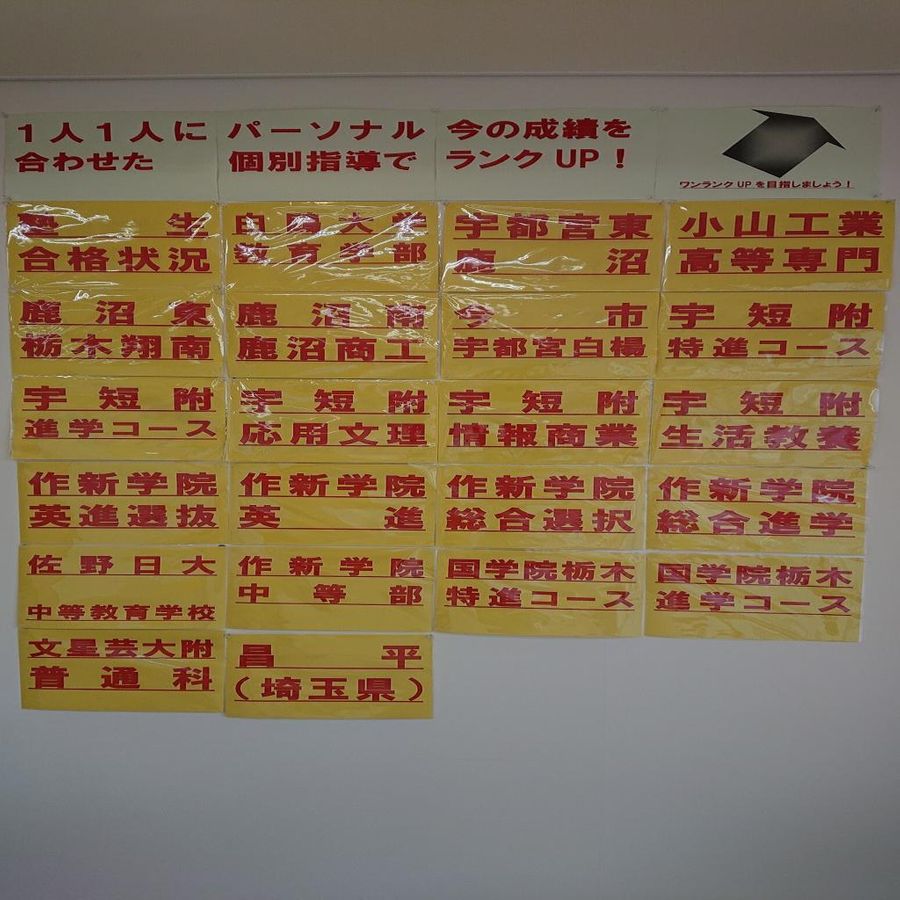 1人1人に
合わせた
パーソナル
個別指導で
今の成績を
ランクUP!
ワンランクUPを目指しましょう!
塾生
合格状況
白鴎大学
教育学部
宇都宮東
鹿沼
小山工業
高等専門
鹿沼東
栃木翔南
鹿沼南
鹿沼商工
今市
宇都宮白楊
宇短附
特進コース
宇短附
進学コース
宇短附
応用文理
宇短附
情報商業
宇短附
生活教養
作新学院
英進選抜
作新学院
英進
作新学院
総合選択
作新学院
総合進学
佐野日大
中等教育学校
作新学院
中等部
国学院栃木
特進コース
国学院栃木
進学コース
文星芸大附
普通科
昌平
(埼玉県)